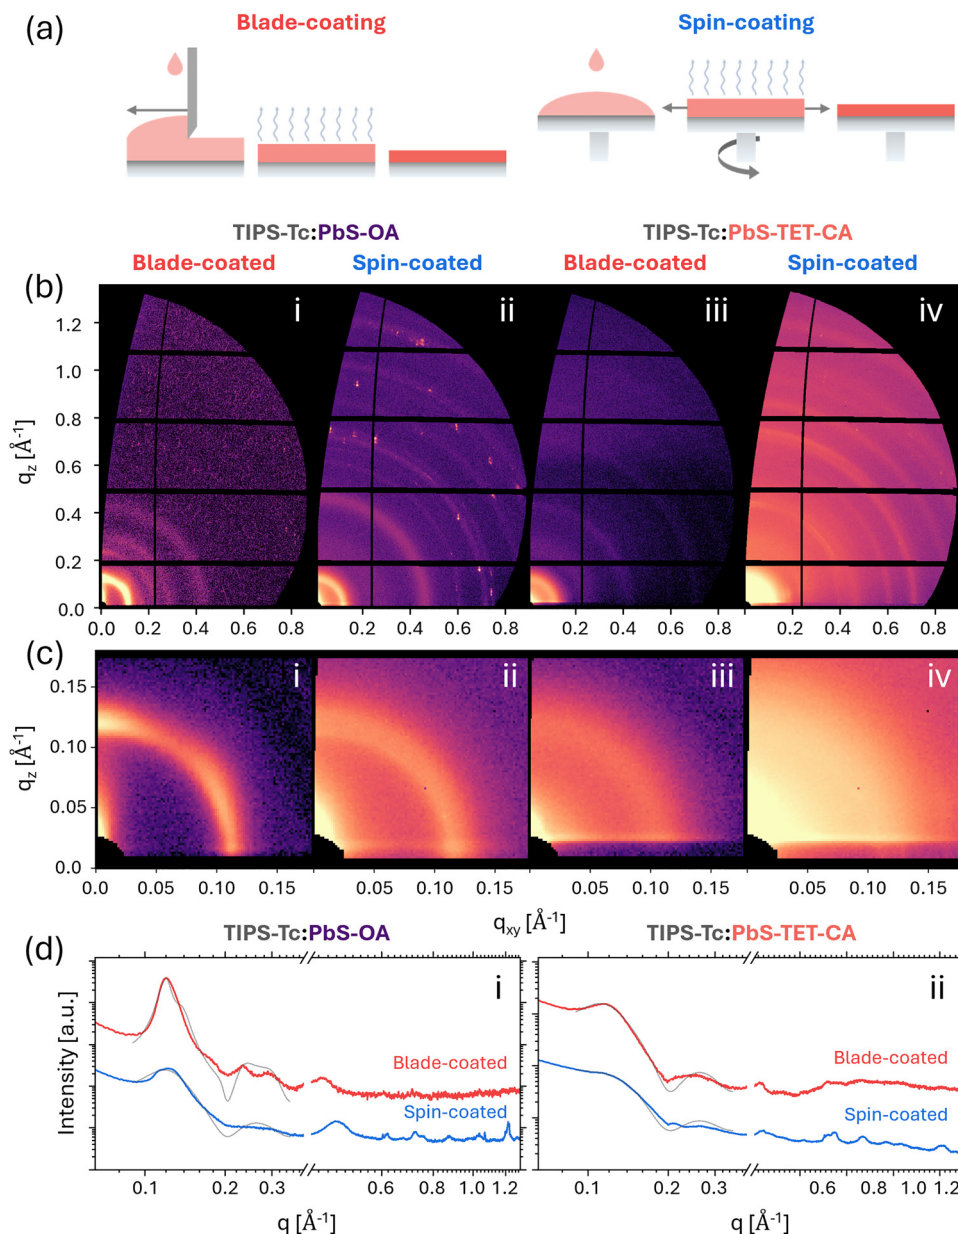 (a)
Blade-coating
Spin-coating
TIPS-Tc:PbS-OA
TIPS-Tc:PbS-TET-CA
Blade-coated
Spin-coated
Blade-coated
Spin-coated
(b)
i
ii
iii
iv
qz [Å-1]
1.2
1.0
0.8
0.6
0.4
0.2
0.0
0.0 0.2 0.4 0.6 0.8
0.2 0.4 0.6 0.8
0.2 0.4 0.6 0.8
0.2 0.4 0.6 0.8
(c)
i
ii
iii
iv
qz [Å-1]
0.15
0.10
0.05
0.0
0.0 0.05 0.10 0.15
0.05 0.10 0.15
0.05 0.10 0.15
0.05 0.10 0.15
qxy [Å-1]
TIPS-Tc:PbS-OA
TIPS-Tc:PbS-TET-CA
(d)
i
Intensity [a.u.]
Blade-coated
Spin-coated
0.1 0.2 0.3 0.6 0.8 1.0 1.2
q [Å-1]
ii
Blade-coated
Spin-coated
0.1 0.2 0.3 0.6 0.8 1.0 1.2
q [Å-1]